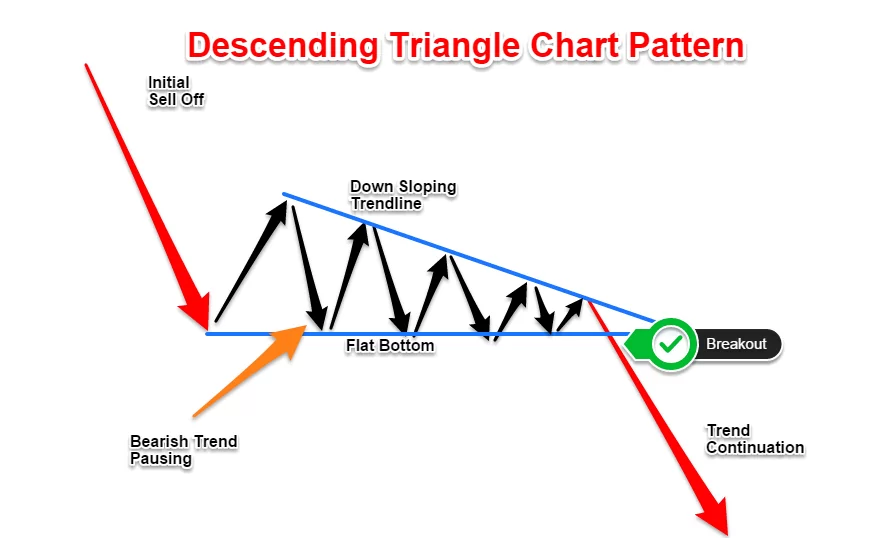 Descending Triangle Chart Pattern
Initial
Sell Off
Down Sloping
Trendline
Flat Bottom
Breakout
Bearish Trend
Pausing
Trend
Continuation